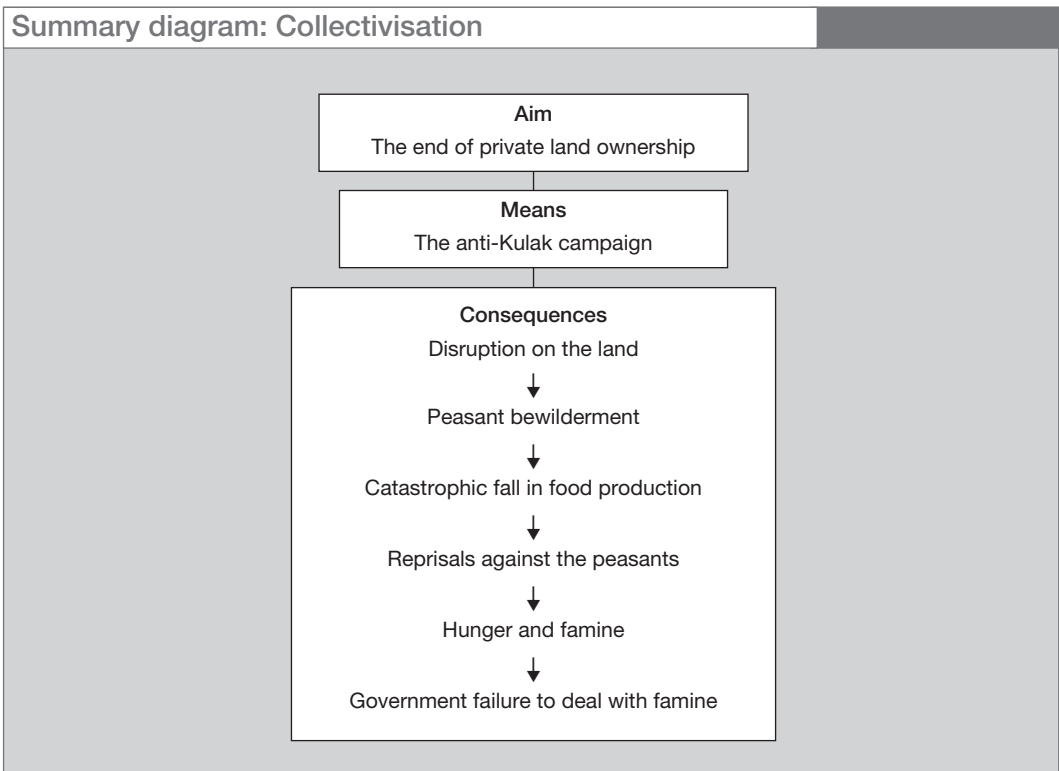 Summary diagram: Collectivisation
Aim
The end of private land ownership
Means
The anti-Kulak campaign
Consequences
Disruption on the land
Peasant bewilderment
Catastrophic fall in food production
Reprisals against the peasants
Hunger and famine
Government failure to deal with famine